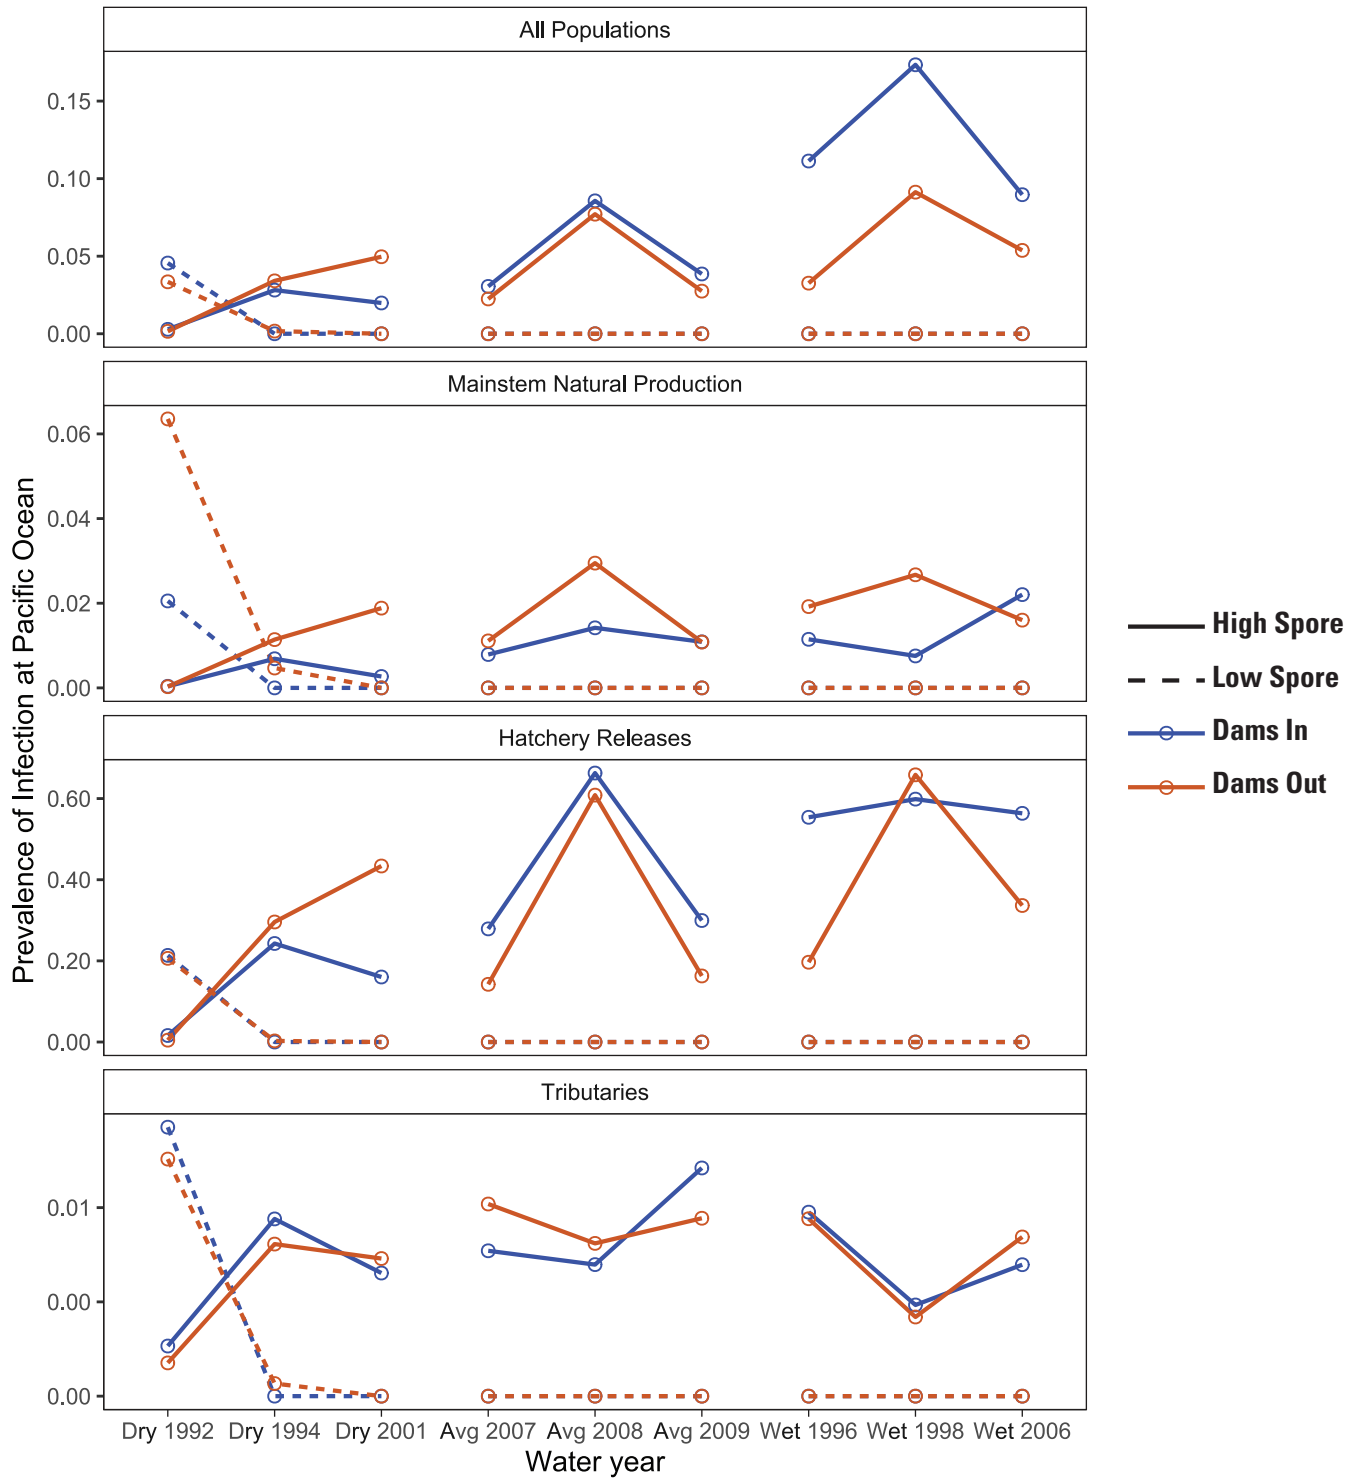 All Populations
0.15
0.10
0.05
0.00
Mainstem Natural Production
0.06
0.04
0.02
0.00
Hatchery Releases
0.60
0.40
0.20
0.00
Tributaries
0.01
0.00
0.00
Dry 1992 Dry 1994 Dry 2001 Avg 2007 Avg 2008 Avg 2009 Wet 1996 Wet 1998 Wet 2006
Water year
Prevalence of Infection at Pacific Ocean
High Spore
Low Spore
Dams In
Dams Out